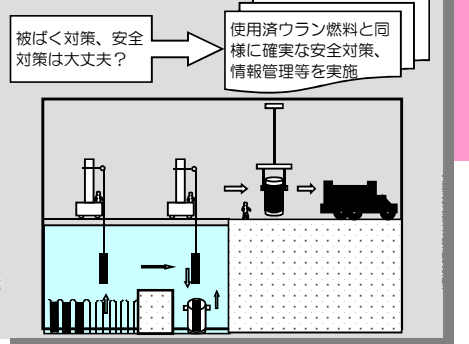 被ばく対策、安全
対策は大丈夫？
使用済ウラン燃料と同
様に確実な安全対策、
情報管理等を実施